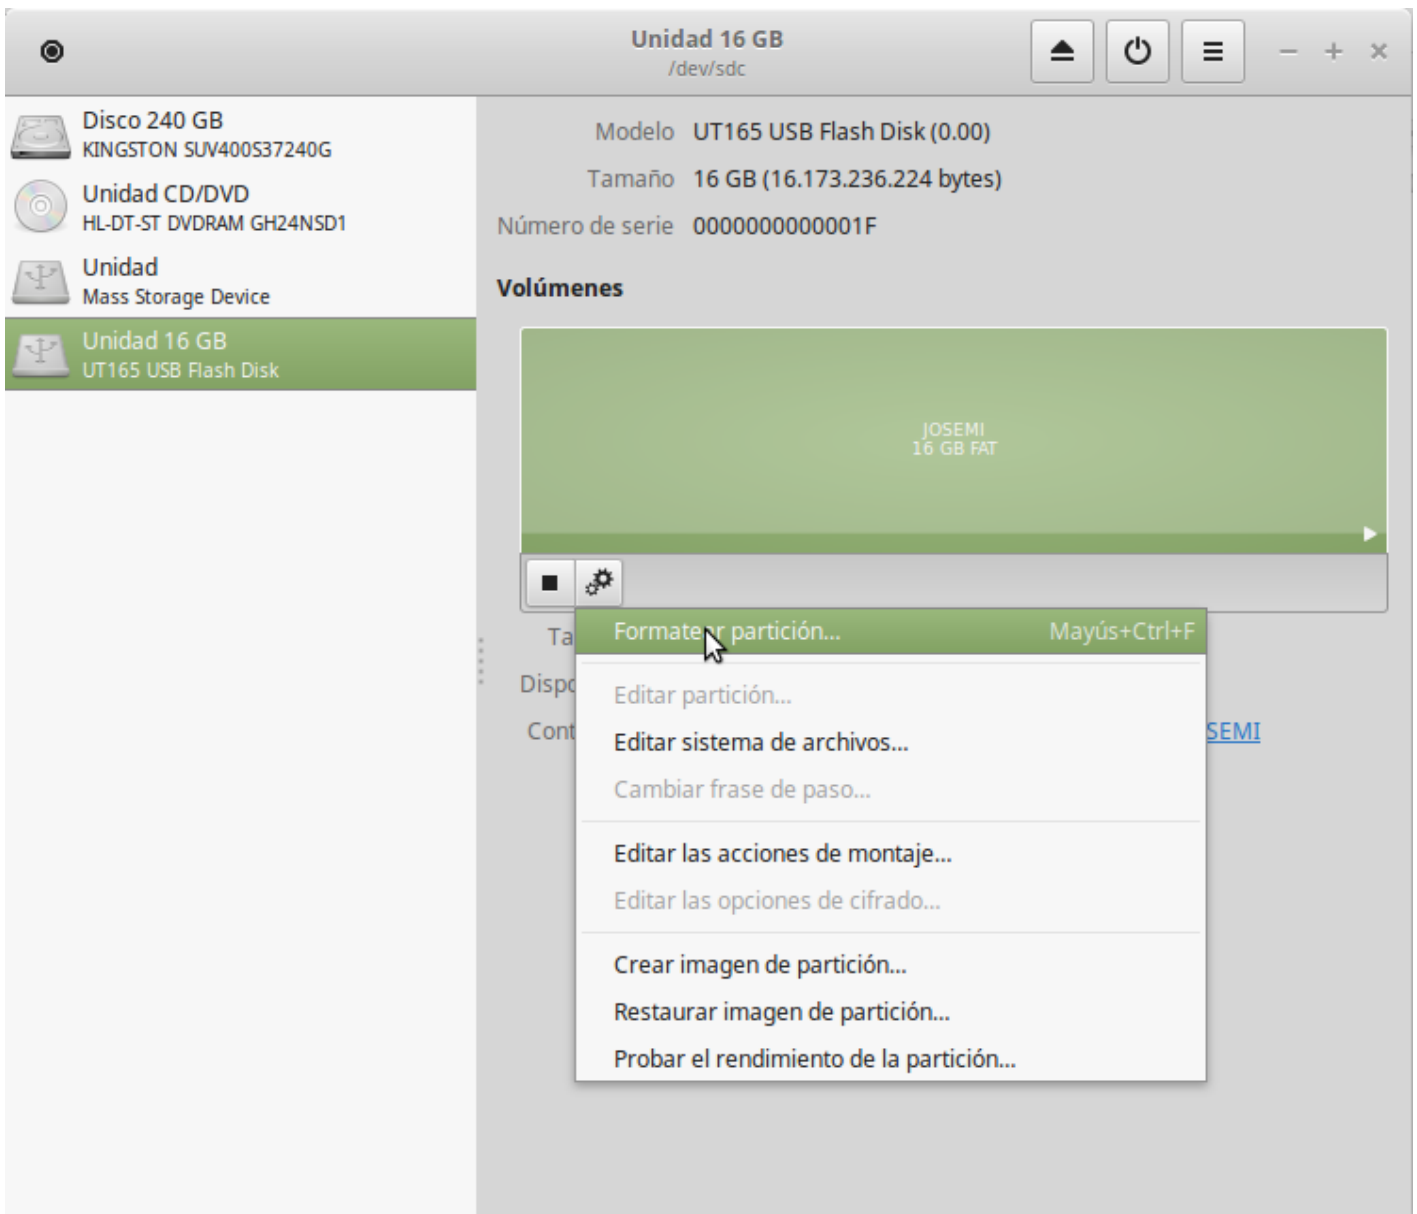 Unidad 16 GB
/dev/sdc
Disco 240 GB
KINGSTON SUV400S37240G
Unidad CD/DVD
HL-DT-ST DVDRAM GH24NSD1
Unidad
Mass Storage Device
Unidad 16 GB
UT165 USB Flash Disk
Modelo UT165 USB Flash Disk (0.00)
Tamaño 16 GB (16.173.236.224 bytes)
Número de serie 0000000000001F
Volúmenes
JOSEMI
16 GB FAT
Ta
Dispo
Cont
SEMI
Formatear partición... Mayús+Ctrl+F
Editar partición...
Editar sistema de archivos...
Cambiar frase de paso...
Editar las acciones de montaje...
Editar las opciones de cifrado...
Crear imagen de partición...
Restaurar imagen de partición...
Probar el rendimiento de la partición...